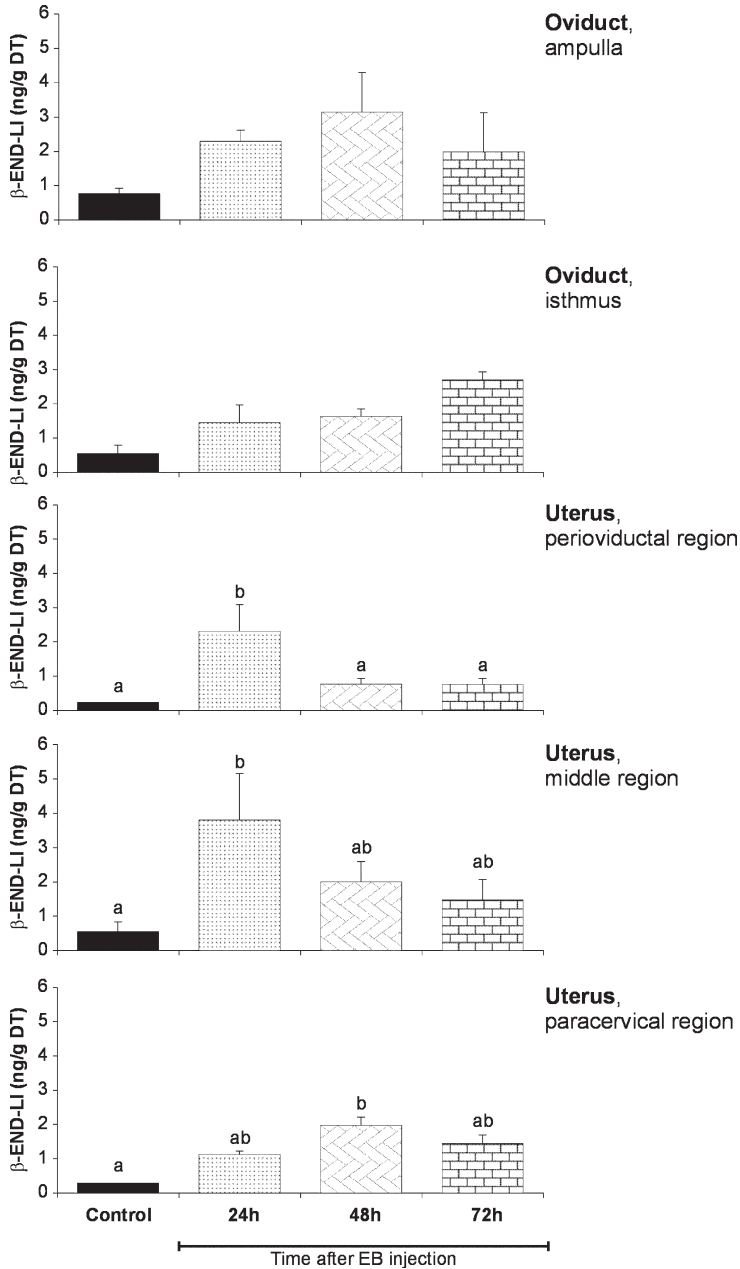 Oviduct,
ampulla
β-END-LI (ng/g DT)
6
5
4
3
2
1
0
Oviduct,
isthmus
β-END-LI (ng/g DT)
6
5
4
3
2
1
0
Uterus,
perioviductal region
β-END-LI (ng/g DT)
6
5
4
3
2
1
0
a
b
a
a
Uterus,
middle region
β-END-LI (ng/g DT)
6
5
4
3
2
1
0
a
b
ab
ab
Uterus,
paracervical region
β-END-LI (ng/g DT)
6
5
4
3
2
1
0
a
ab
b
ab
Control 24h 48h 72h
Time after EB injection